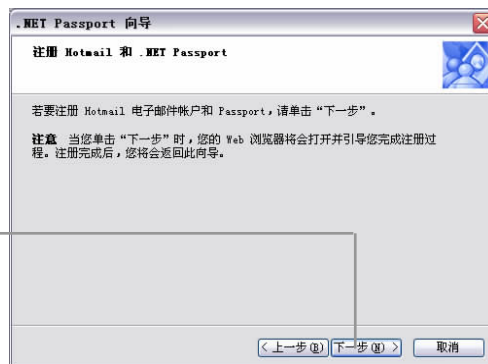 .NET Passport 向导
注册 Hotmail 和 .NET Passport
若要注册 Hotmail 电子邮件帐户和 Passport，请单击“下一步”。
注意 当您单击“下一步”时，您的 Web 浏览器将会打开并引导您完成注册过
程。注册完成后，您将会返回此向导。
< 上一步(B) 下一步(N) > 取消